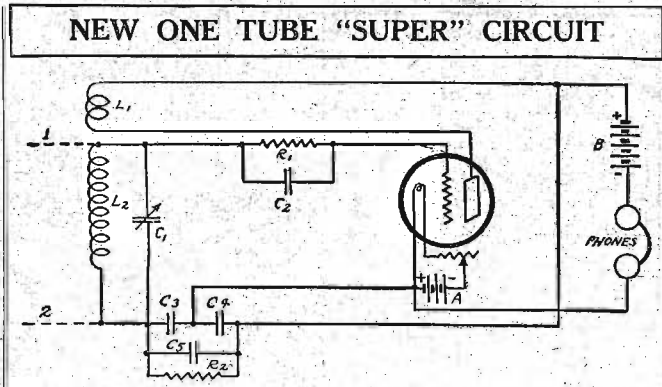 NEW ONE TUBE "SUPER" CIRCUIT
L1
1
R1
C2
L2
C1
+
B
-
PHONES
+
-
A
2
C3
C4
C5
R2